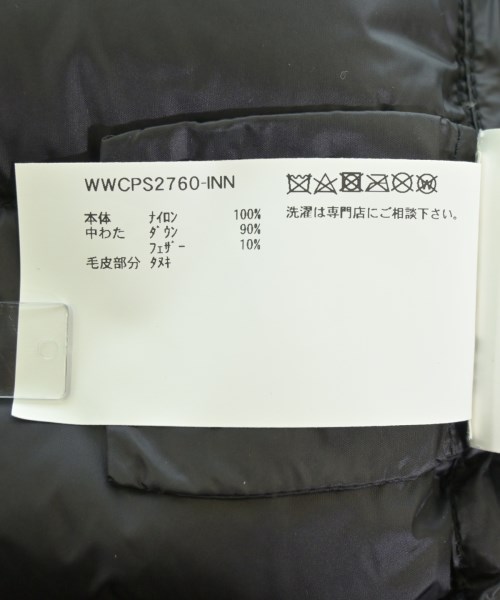 WWCPS2760-INN
本体 ナイロン 100%
中わた ダウン 90%
フェザー 10%
毛皮部分 タヌキ
洗濯は専門店にご相談下さい。